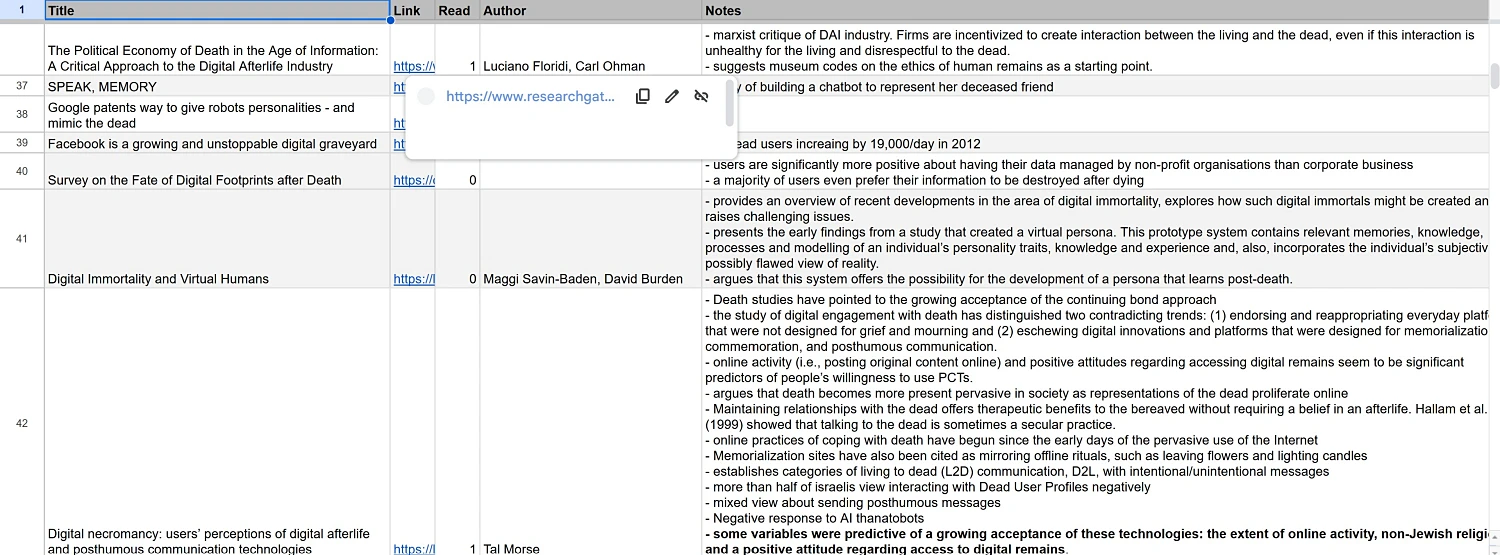 1 Title Link Read Author Notes
- marxist critique of DAI industry. Firms are incentivized to create interaction between the living and the dead, even if this interaction is
The Political Economy of Death in the Age of Information: unhealthy for the living and disrespectful to the dead.
A Critical Approach to the Digital Afterlife Industry https:// 1 Luciano Floridi, Carl Ohman - suggests museum codes on the ethics of human remains as a starting point.
37 SPEAK, MEMORY ht y of building a chatbot to represent her deceased friend
https://www.researchgat...
38 Google patents way to give robots personalities - and
mimic the dead htt
39 Facebook is a growing and unstoppable digital graveyard ht ead users increaing by 19,000/day in 2012
40 - users are significantly more positive about having their data managed by non-profit organisations than corporate business
Survey on the Fate of Digital Footprints after Death https:// 0 - a majority of users even prefer their information to be destroyed after dying
- provides an overview of recent developments in the area of digital immortality, explores how such digital immortals might be created an
raises challenging issues.
41 - presents the early findings from a study that created a virtual persona. This prototype system contains relevant memories, knowledge,
processes and modelling of an individual's personality traits, knowledge and experience and, also, incorporates the individual's subjectiv
possibly flawed view of reality.
Digital Immortality and Virtual Humans https:// 0 Maggi Savin-Baden, David Burden - argues that this system offers the possibility for the development of a persona that learns post-death.
- Death studies have pointed to the growing acceptance of the continuing bond approach
- the study of digital engagement with death has distinguished two contradicting trends: (1) endorsing and reappropriating everyday platf
that were not designed for grief and mourning and (2) eschewing digital innovations and platforms that were designed for memorializatio
commemoration, and posthumous communication.
- online activity (i.e., posting original content online) and positive attitudes regarding accessing digital remains seem to be significant
predictors of people's willingness to use PCTs.
- argues that death becomes more present pervasive in society as representations of the dead proliferate online
- Maintaining relationships with the dead offers therapeutic benefits to the bereaved without requiring a belief in an afterlife. Hallam et al.
42 (1999) showed that talking to the dead is sometimes a secular practice.
- online practices of coping with death have begun since the early days of the pervasive use of the Internet
- Memorialization sites have also been cited as mirroring offline rituals, such as leaving flowers and lighting candles
- establishes categories of living to dead (L2D) communication, D2L, with intentional/unintentional messages
- more than half of israelis view interacting with Dead User Profiles negatively
- mixed view about sending posthumous messages
- Negative response to AI thanatobots
Digital necromancy: users' perceptions of digital afterlife - some variables were predictive of a growing acceptance of these technologies: the extent of online activity, non-Jewish religi
and posthumous communication technologies https:// 1 Tal Morse and a positive attitude regarding access to digital remains.